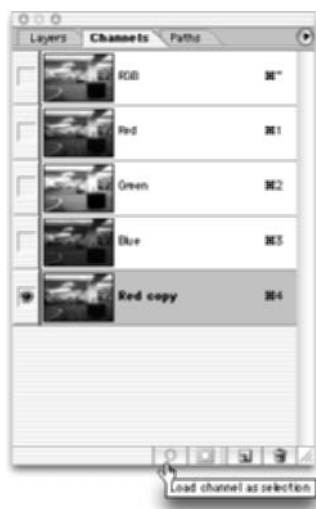 Layers Channels Paths
RGB ⌘~
Red ⌘1
Green ⌘2
Blue ⌘3
Red copy ⌘4
Load channel as selection